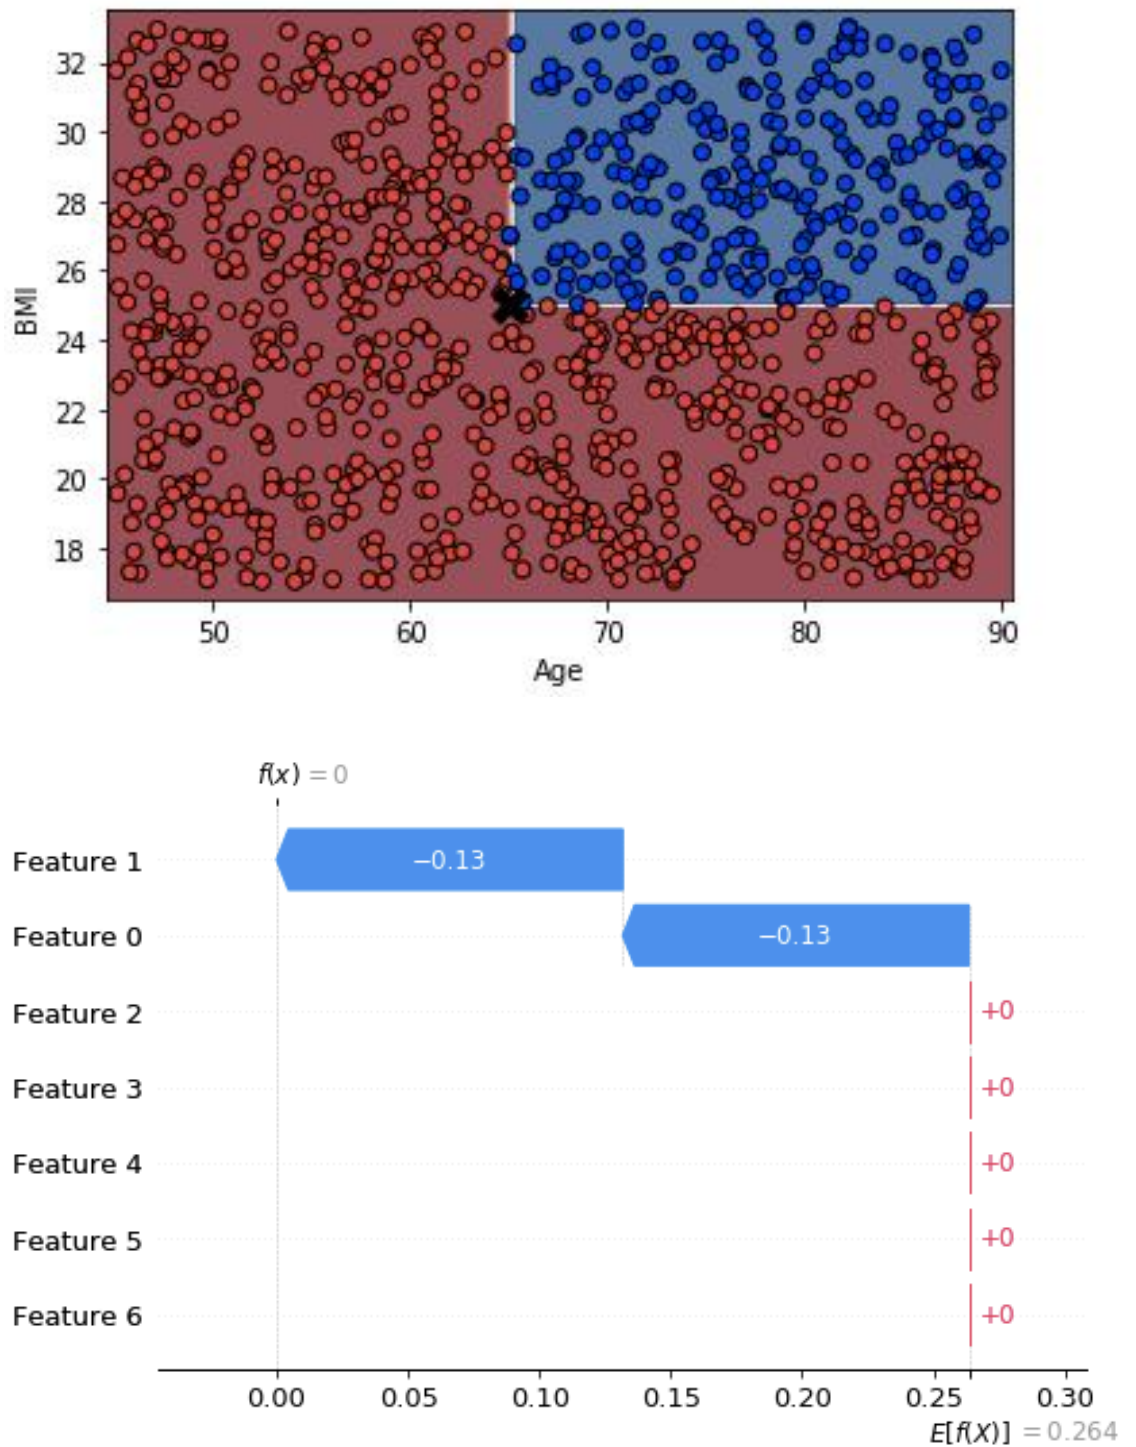 32
30
28
26
24
22
20
18
BMI
50 60 70 80 90
Age
f(x) = 0
Feature 1 −0.13
Feature 0 −0.13
Feature 2 +0
Feature 3 +0
Feature 4 +0
Feature 5 +0
Feature 6 +0
0.00 0.05 0.10 0.15 0.20 0.25 0.30
E[f(X)] = 0.264